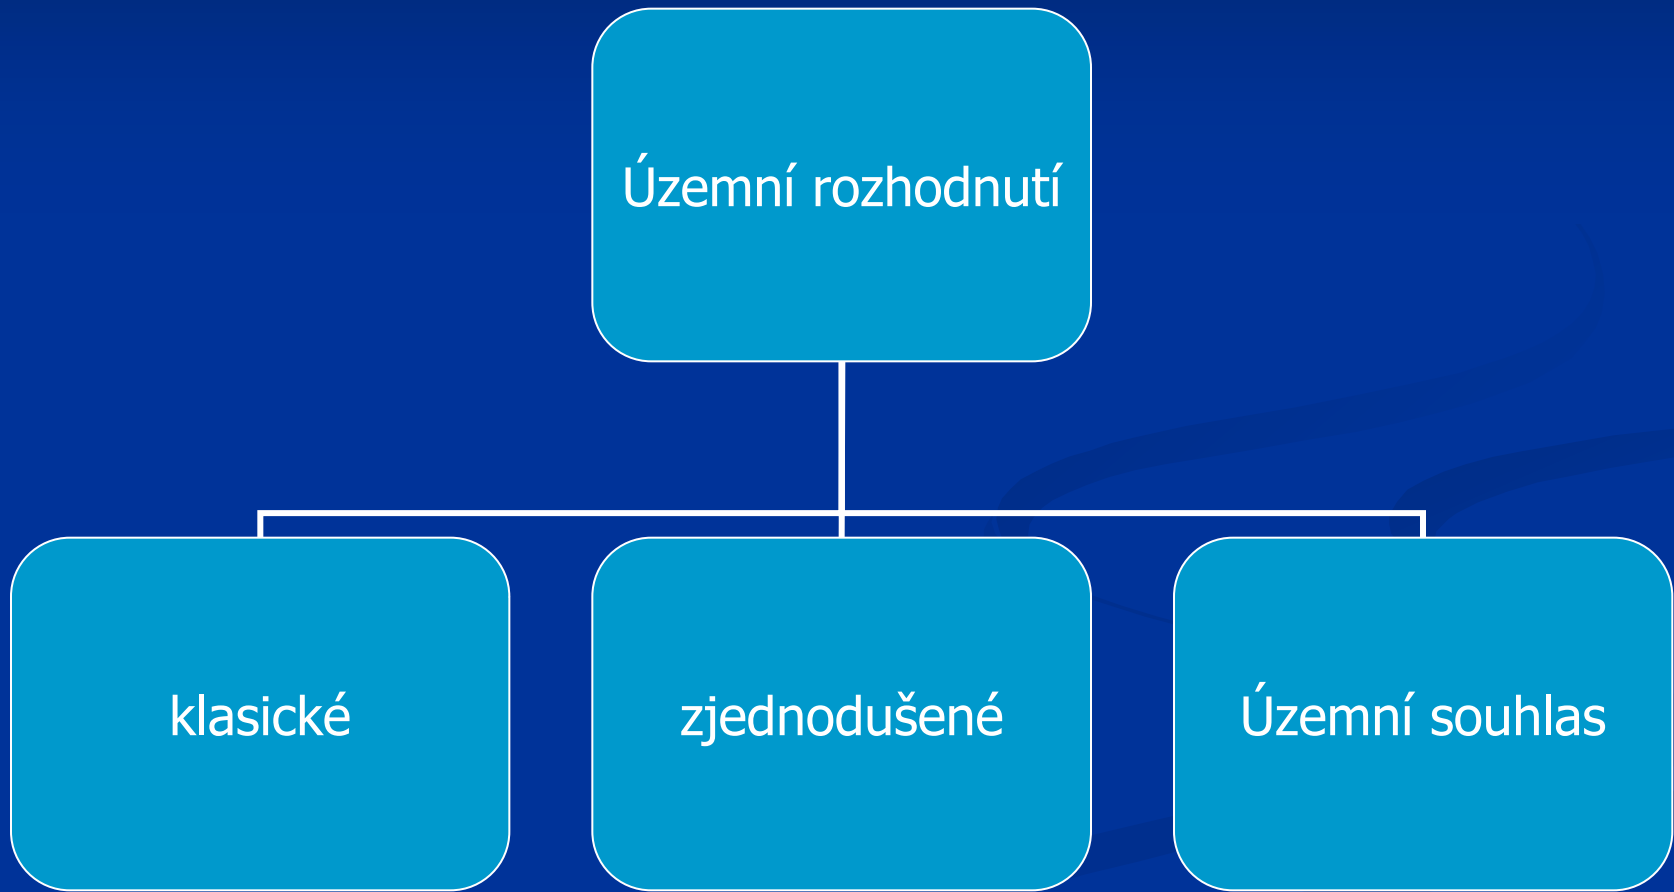 Územní rozhodnutí
klasické
zjednodušené
Územní souhlas